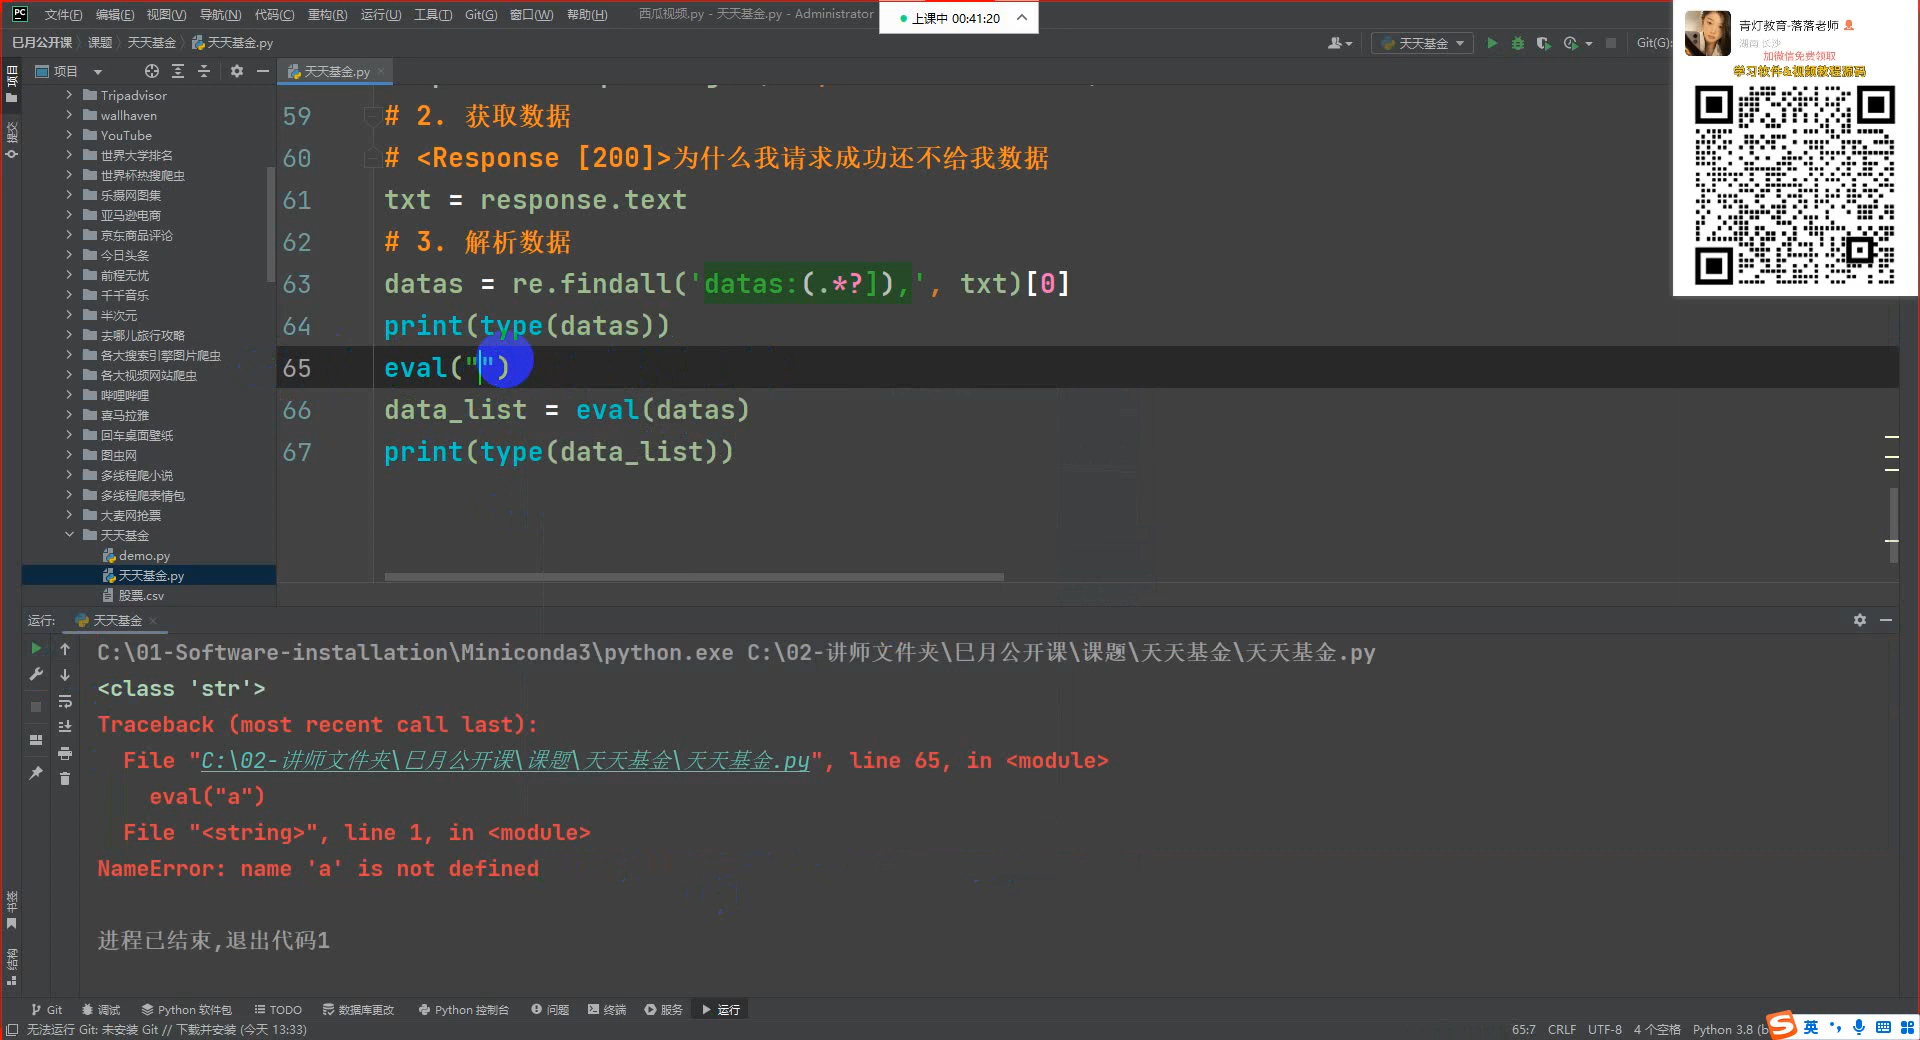 文件(F) 编辑(E) 视图(V) 导航(N) 代码(C) 重构(R) 运行(U) 工具(T) Git(G) 窗口(W) 帮助(H) 西瓜视频.py - 天天基金.py - Administrator
上课中 00:41:20
巳月公开课 课题 天天基金 天天基金.py
天天基金
Git(G):
青灯教育-落落老师
湖南 长沙
加微信免费领取
学习软件&视频教程源码
项目
提交
项目
天天基金.py
Tripadvisor
wallhaven
YouTube
世界大学排名
世界杯热搜爬虫
乐摄网图集
亚马逊电商
京东商品评论
今日头条
前程无忧
千千音乐
半次元
去哪儿旅行攻略
各大搜索引擎图片爬虫
各大视频网站爬虫
哔哩哔哩
喜马拉雅
回车桌面壁纸
图虫网
多线程爬小说
多线程爬表情包
大麦网抢票
天天基金
demo.py
天天基金.py
股票.csv
59 # 2. 获取数据
60 # <Response [200]>为什么我请求成功还不给我数据
61 txt = response.text
62 # 3. 解析数据
63 datas = re.findall('datas:(.*?]),', txt)[0]
64 print(type(datas))
65 eval("")
66 data_list = eval(datas)
67 print(type(data_list))
运行: 天天基金
C:\01-Software-installation\Miniconda3\python.exe C:\02-讲师文件夹\巳月公开课\课题\天天基金\天天基金.py
<class 'str'>
Traceback (most recent call last):
File "C:\02-讲师文件夹\巳月公开课\课题\天天基金\天天基金.py", line 65, in <module>
eval("a")
File "<string>", line 1, in <module>
NameError: name 'a' is not defined
进程已结束,退出代码1
书签
结构
Git 调试 Python 软件包 TODO 数据库更改 Python 控制台 问题 终端 服务 运行
无法运行 Git: 未安装 Git // 下载并安装 (今天 13:33)
65:7 CRLF UTF-8 4 个空格 Python 3.8 (b
英